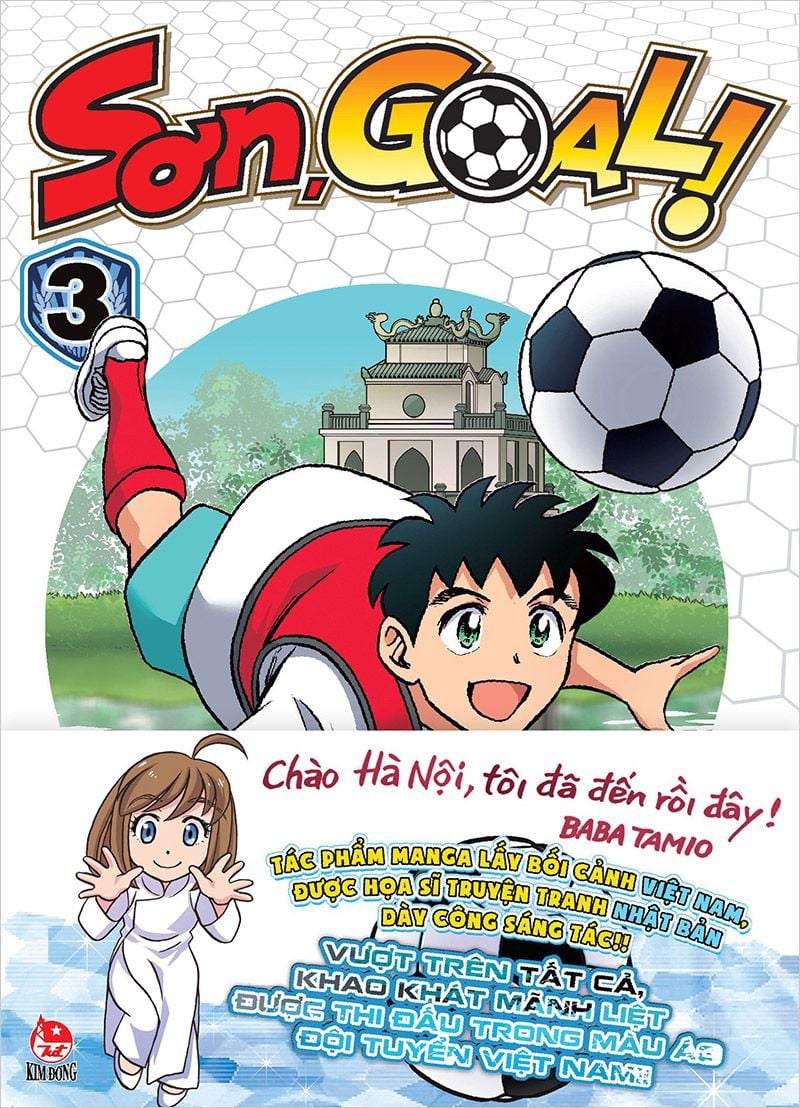 Sơn, GOAL!
3
Chào Hà Nội, tôi đã đến rồi đây!
BABA TAMIO
TÁC PHẨM MANGA LẤY BỐI CẢNH VIỆT NAM,
ĐƯỢC HỌA SĨ TRUYỆN TRANH NHẬT BẢN
DÀY CÔNG SÁNG TÁC!!
VƯỢT TRÊN TẤT CẢ,
KHAO KHÁT MÃNH LIỆT
ĐƯỢC THI ĐẤU TRONG MÀU ÁO
ĐỘI TUYỂN VIỆT NAM!
KIM ĐỒNG